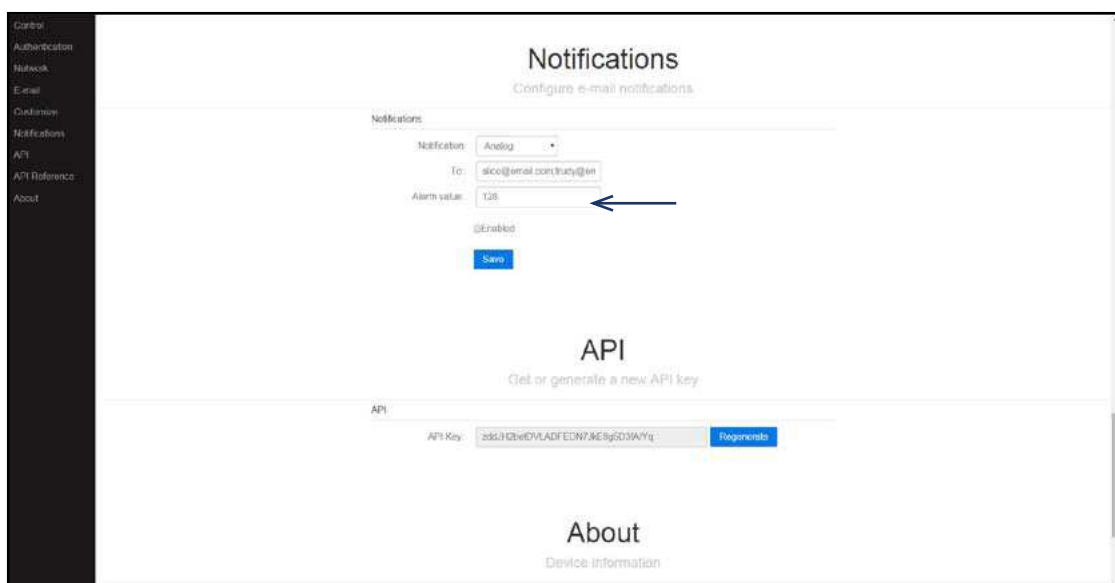 Control
Authentication
Network
E-mail
Customize
Notifications
API
API Reference
About
Notifications
Configure e-mail notifications
Notifications
Notification: Analog
To: alice@email.com;trudy@em
Alarm value: 128
Enabled
Save
API
Get or generate a new API key
API
API Key:
Regenerate
About
Device information